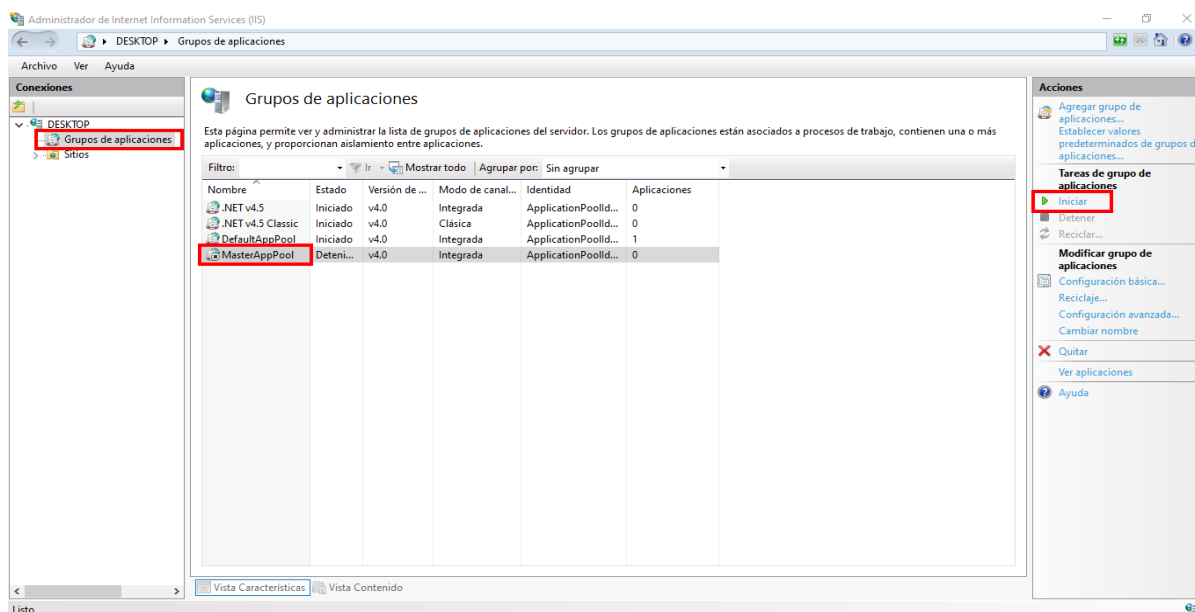 Administrador de Internet Information Services (IIS)
DESKTOP Grupos de aplicaciones
Archivo Ver Ayuda
Conexiones
DESKTOP
Grupos de aplicaciones
Sitios
Grupos de aplicaciones
Esta página permite ver y administrar la lista de grupos de aplicaciones del servidor. Los grupos de aplicaciones están asociados a procesos de trabajo, contienen una o más
aplicaciones, y proporcionan aislamiento entre aplicaciones.
Filtro: Ir Mostrar todo Agrupar por: Sin agrupar
Nombre Estado Versión de ... Modo de canal... Identidad Aplicaciones
.NET v4.5 Iniciado v4.0 Integrada ApplicationPoolId... 0
.NET v4.5 Classic Iniciado v4.0 Clásica ApplicationPoolId... 0
DefaultAppPool Iniciado v4.0 Integrada ApplicationPoolId... 1
MasterAppPool Deteni... v4.0 Integrada ApplicationPoolId... 0
Vista Características Vista Contenido
Acciones
Agregar grupo de
aplicaciones...
Establecer valores
predeterminados de grupos d
aplicaciones...
Tareas de grupo de
aplicaciones
Iniciar
Detener
Reciclar...
Modificar grupo de
aplicaciones
Configuración básica...
Reciclaje...
Configuración avanzada...
Cambiar nombre
Quitar
Ver aplicaciones
Ayuda
Listo